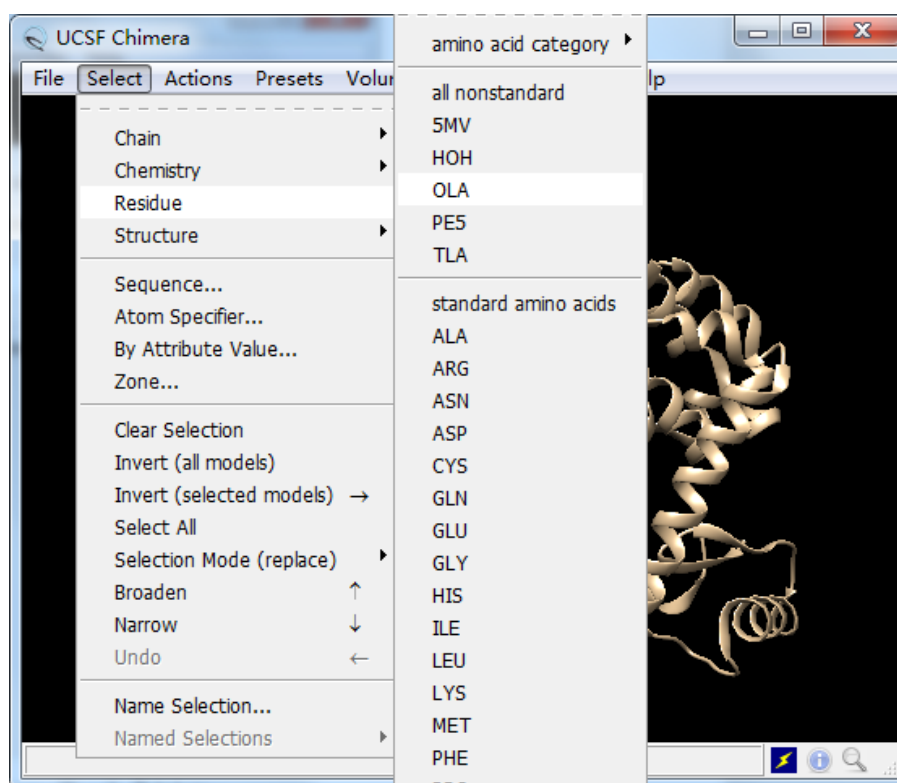 UCSF Chimera
File Select Actions Presets
Chain
Chemistry
Residue
Structure
Sequence...
Atom Specifier...
By Attribute Value...
Zone...
Clear Selection
Invert (all models)
Invert (selected models) →
Select All
Selection Mode (replace)
Broaden ↑
Narrow ↓
Undo ←
Name Selection...
Named Selections
amino acid category
all nonstandard
5MV
HOH
OLA
PE5
TLA
standard amino acids
ALA
ARG
ASN
ASP
CYS
GLN
GLU
GLY
HIS
ILE
LEU
LYS
MET
PHE